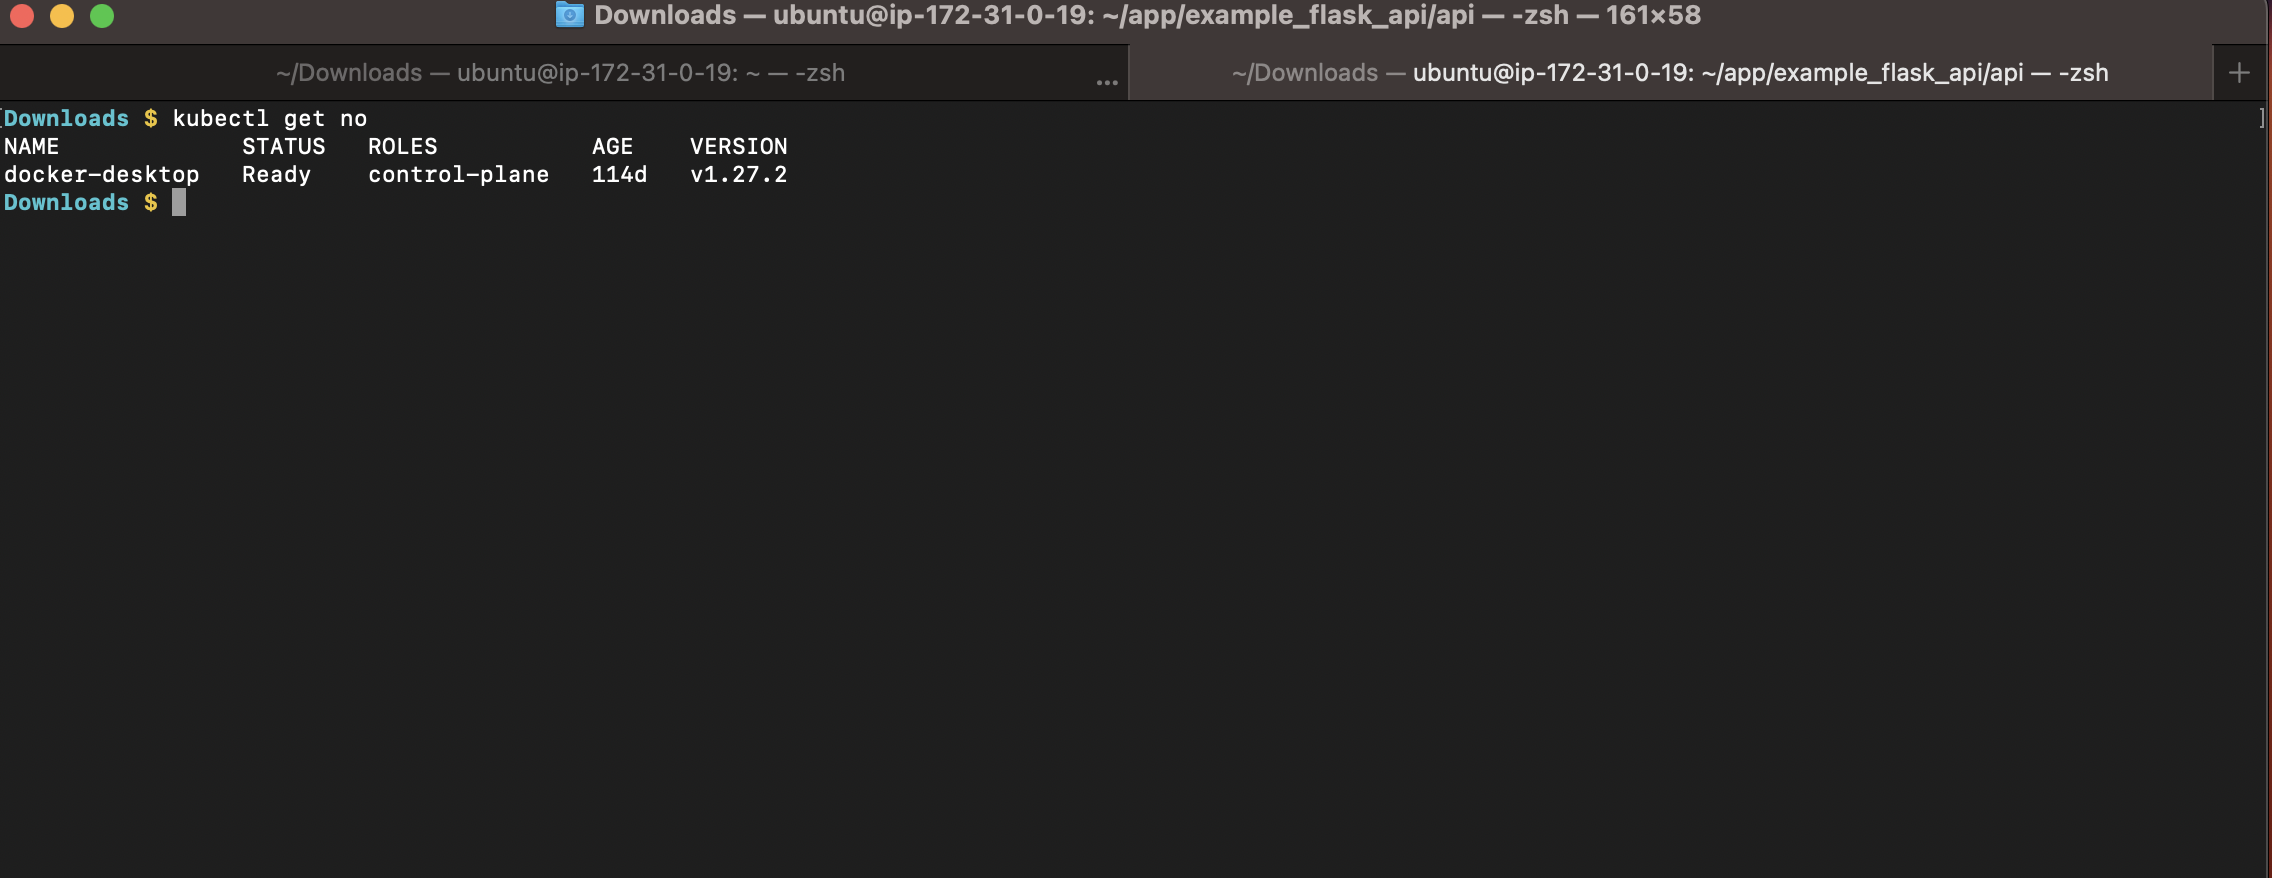 Downloads — ubuntu@ip-172-31-0-19: ~/app/example_flask_api/api — -zsh — 161×58
~/Downloads — ubuntu@ip-172-31-0-19: ~ — -zsh ... ~/Downloads — ubuntu@ip-172-31-0-19: ~/app/example_flask_api/api — -zsh +
[Downloads $ kubectl get no ]
NAME STATUS ROLES AGE VERSION
docker-desktop Ready control-plane 114d v1.27.2
Downloads $